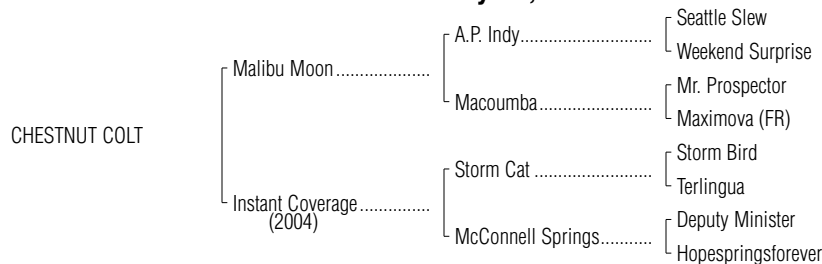 Seattle Slew
A.P. Indy
Weekend Surprise
Malibu Moon
Mr. Prospector
Macoumba
Maximova (FR)
CHESTNUT COLT
Storm Bird
Storm Cat
Terlingua
Instant Coverage
(2004)
Deputy Minister
McConnell Springs
Hopespringsforever